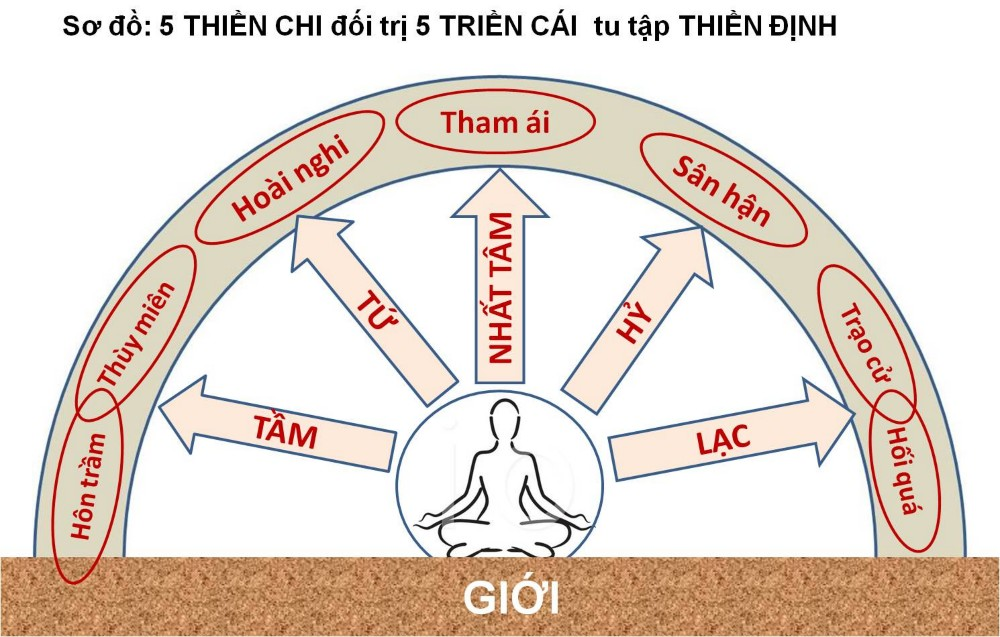 Sơ đồ: 5 THIỀN CHI đối trị 5 TRIỀN CÁI tu tập THIỀN ĐỊNH
Tham ái
Hoài nghi
Sân hận
Thùy miên
Trạo cử
Hôn trầm
Hối quá
TẦM
TỨ
NHẤT TÂM
HỶ
LẠC
GIỚI